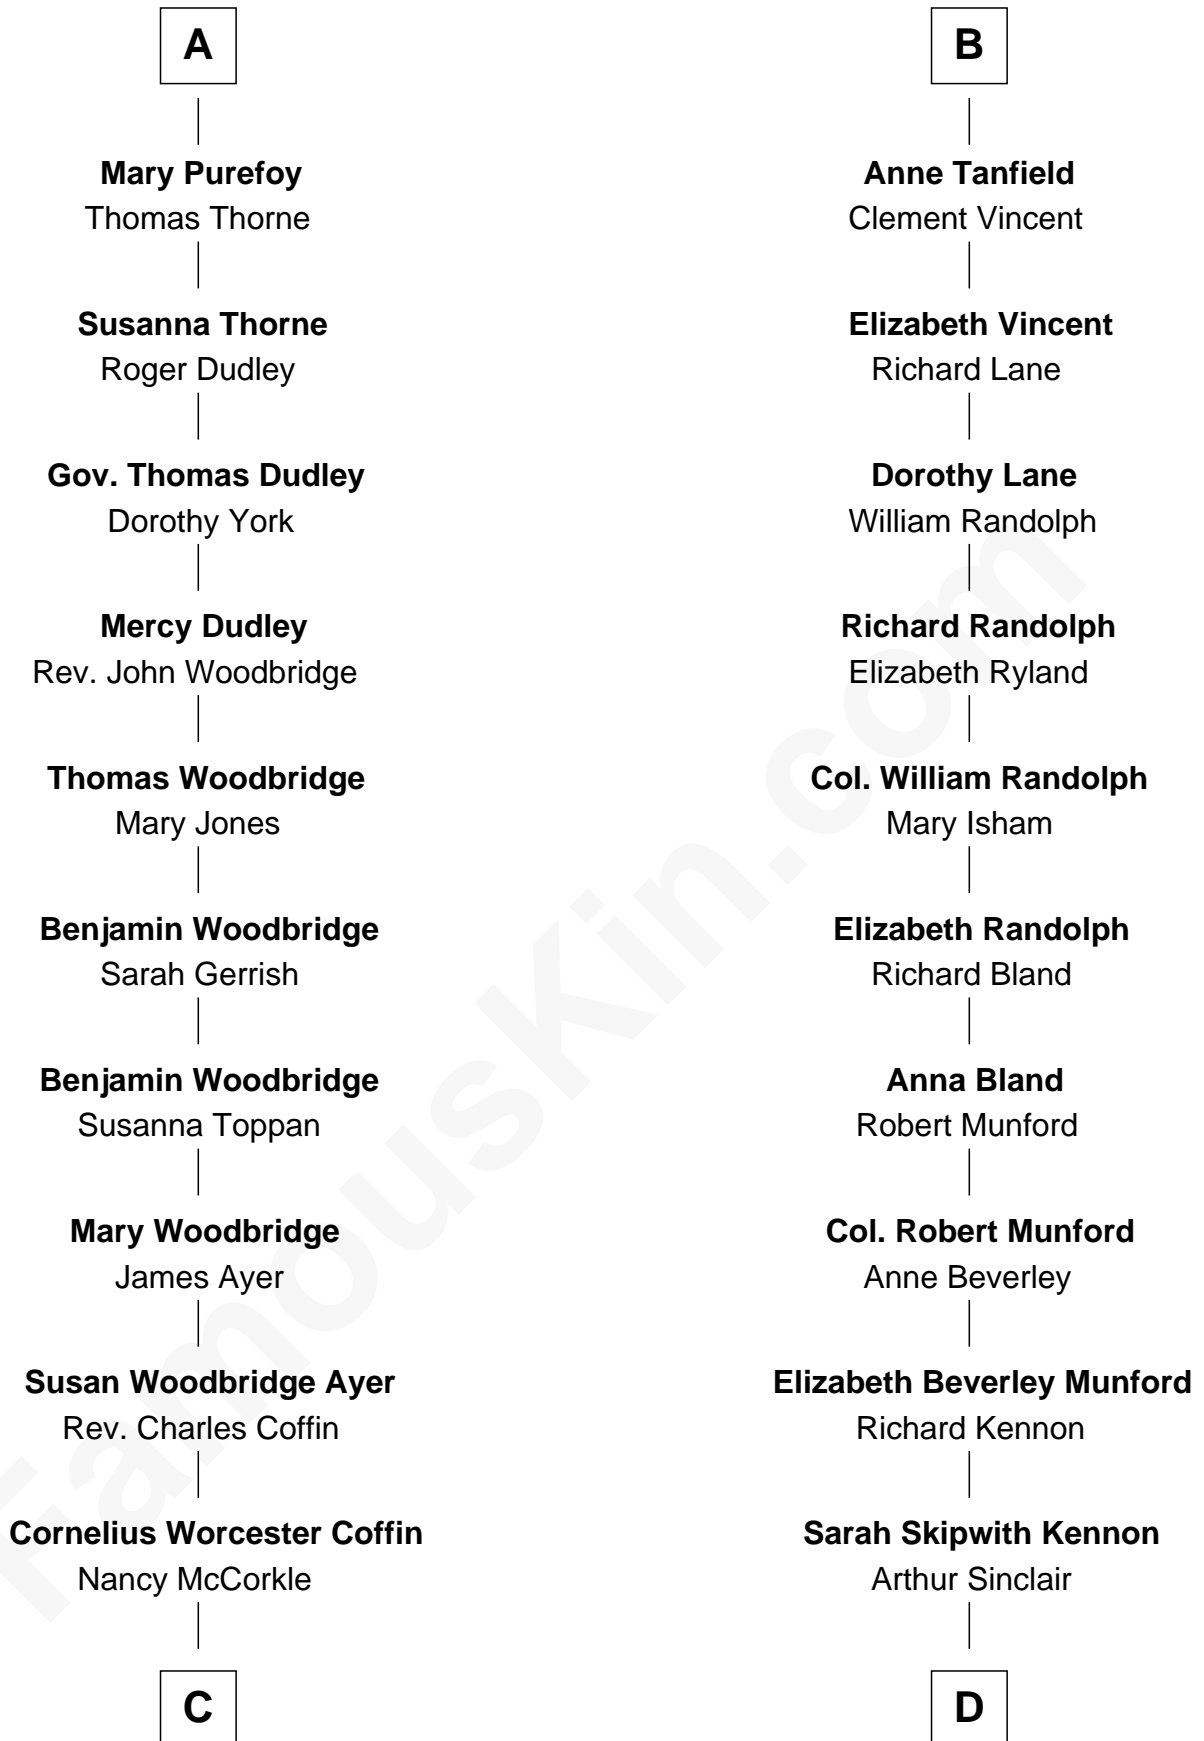 A
Mary Purefoy
Thomas Thorne
Susanna Thorne
Roger Dudley
Gov. Thomas Dudley
Dorothy York
Mercy Dudley
Rev. John Woodbridge
Thomas Woodbridge
Mary Jones
Benjamin Woodbridge
Sarah Gerrish
Benjamin Woodbridge
Susanna Toppan
Mary Woodbridge
James Ayer
Susan Woodbridge Ayer
Rev. Charles Coffin
Cornelius Worcester Coffin
Nancy McCorkle
C
B
Anne Tanfield
Clement Vincent
Elizabeth Vincent
Richard Lane
Dorothy Lane
William Randolph
Richard Randolph
Elizabeth Ryland
Col. William Randolph
Mary Isham
Elizabeth Randolph
Richard Bland
Anna Bland
Robert Munford
Col. Robert Munford
Anne Beverley
Elizabeth Beverley Munford
Richard Kennon
Sarah Skipwith Kennon
Arthur Sinclair
D
FamousKin.com